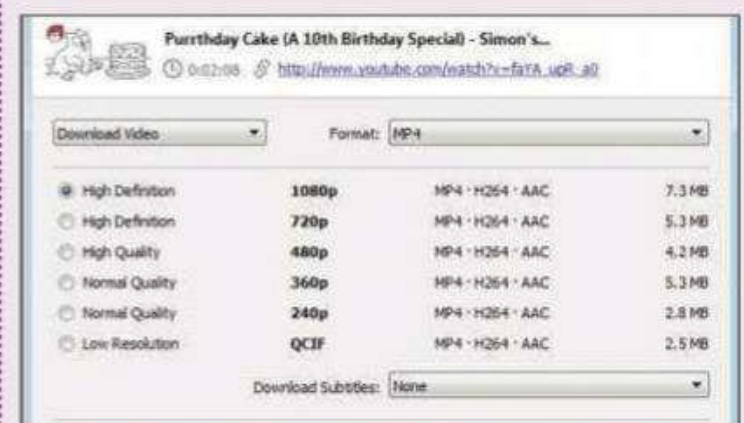 Purrthday Cake (A 10th Birthday Special) - Simon's...
0:02:08 http://www.youtube.com/watch?v=faYA_upR_a0
Download Video Format: MP4
High Definition 1080p MP4 · H264 · AAC 7.3 MB
High Definition 720p MP4 · H264 · AAC 5.3 MB
High Quality 480p MP4 · H264 · AAC 4.2 MB
Normal Quality 360p MP4 · H264 · AAC 5.3 MB
Normal Quality 240p MP4 · H264 · AAC 2.8 MB
Low Resolution QCIF MP4 · H264 · AAC 2.5 MB
Download Subtitles: None